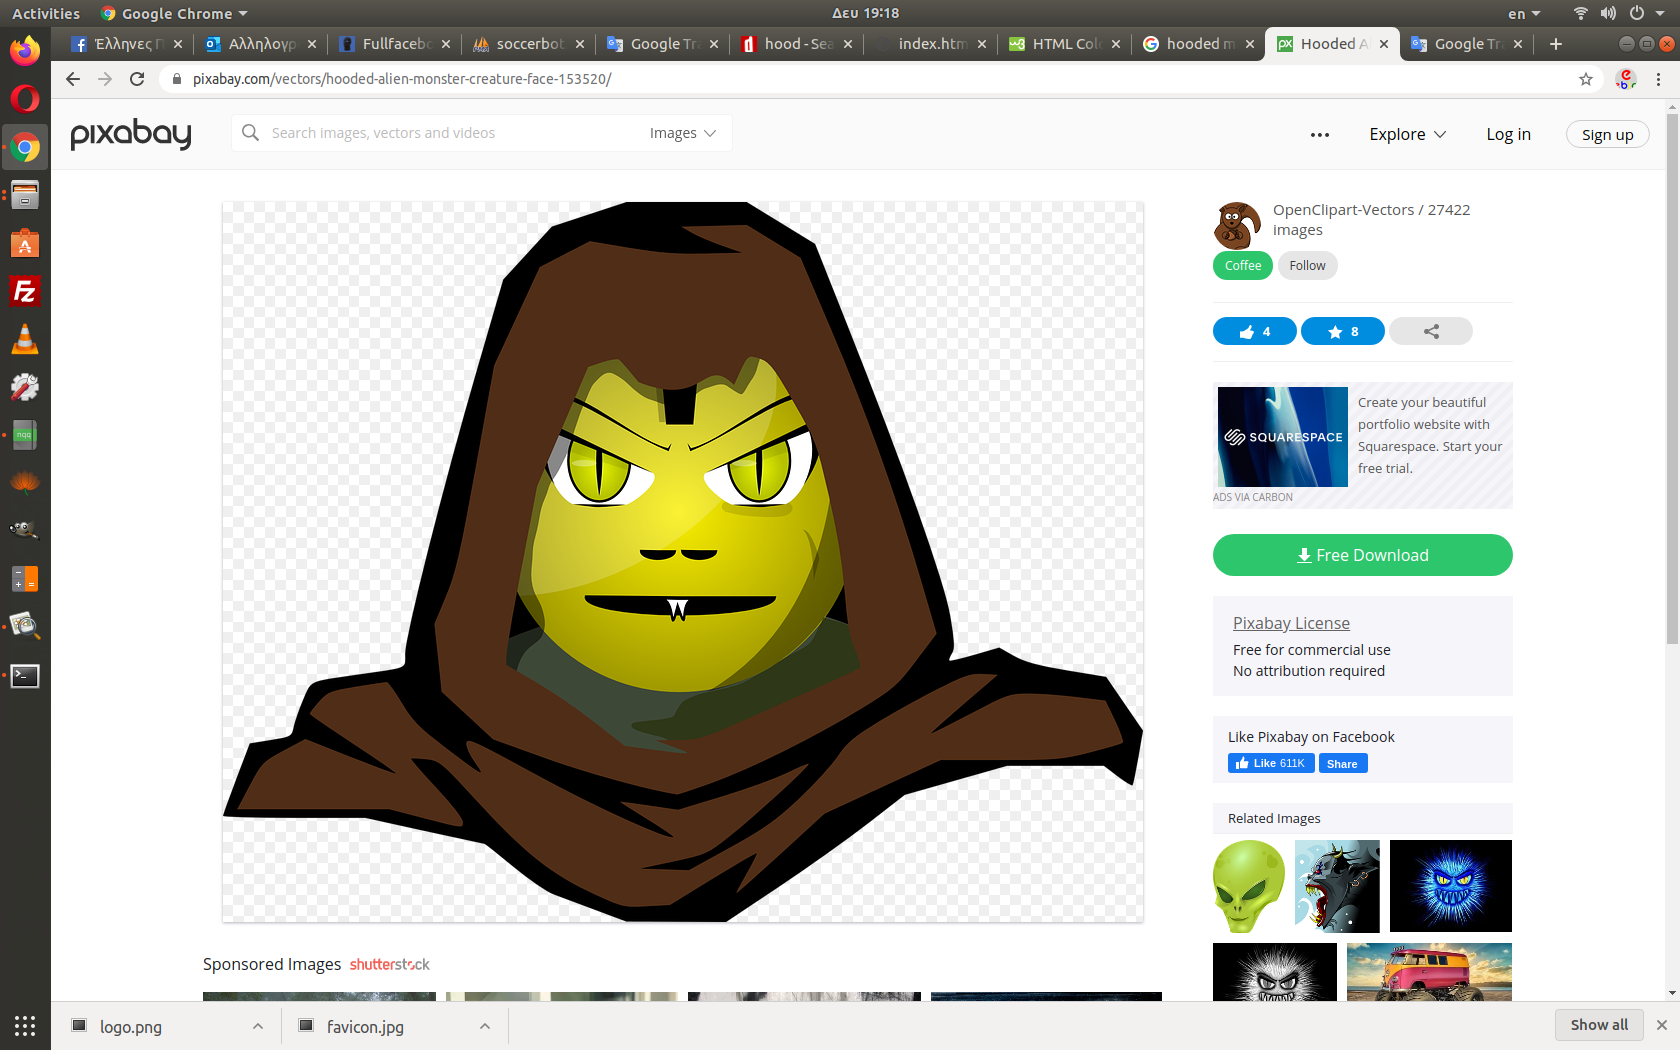 Activities
Google Chrome
Δευ 19:18
en
Έλληνες Π
Αλληλογρ
Fullfacebo
soccerbot
Google Tra
hood - Sea
index.htm
HTML Colo
hooded m
Hooded A
Google Tra
pixabay.com/vectors/hooded-alien-monster-creature-face-153520/
pixabay
Search images, vectors and videos
Images
Explore
Log in
Sign up
OpenClipart-Vectors / 27422
images
Coffee
Follow
4
8
SQUARESPACE
Create your beautiful
portfolio website with
Squarespace. Start your
free trial.
ADS VIA CARBON
Free Download
Pixabay License
Free for commercial use
No attribution required
Like Pixabay on Facebook
Like 611K
Share
Related Images
Sponsored Images shutterstock
logo.png
favicon.jpg
Show all